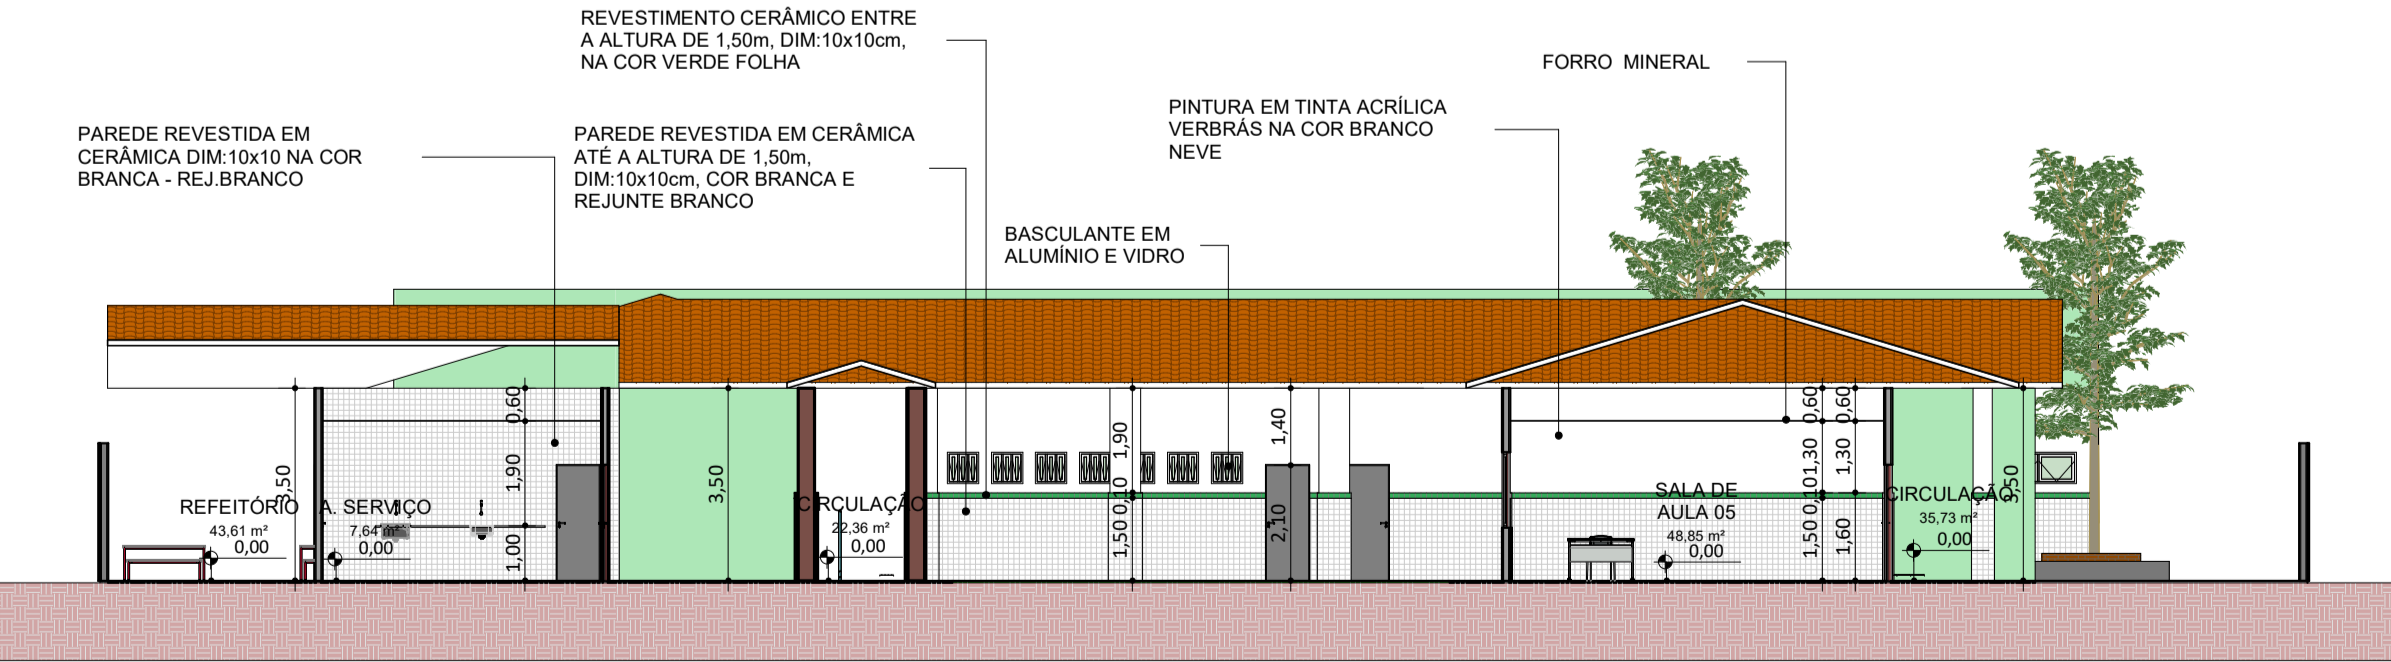 REVESTIMENTO CERÂMICO ENTRE
A ALTURA DE 1,50m, DIM:10x10cm,
NA COR VERDE FOLHA
FORRO MINERAL
PINTURA EM TINTA ACRÍLICA
VERBRÁS NA COR BRANCO
NEVE
PAREDE REVESTIDA EM
CERÂMICA DIM:10x10 NA COR
BRANCA - REJ.BRANCO
PAREDE REVESTIDA EM CERÂMICA
ATÉ A ALTURA DE 1,50m,
DIM:10x10cm, COR BRANCA E
REJUNTE BRANCO
BASCULANTE EM
ALUMÍNIO E VIDRO
3,50
REFEITÓRIO
43,61 m²
0,00
A. SERVIÇO
7,64 m²
0,00
0,60
1,90
1,00
3,50
CIRCULAÇÃO
22,36 m²
0,00
1,90
0,10
1,50
1,40
2,10
SALA DE
AULA 05
48,85 m²
0,00
0,60
1,30
0,10
1,50
0,60
1,30
1,60
CIRCULAÇÃO
35,73 m²
0,00
3,50